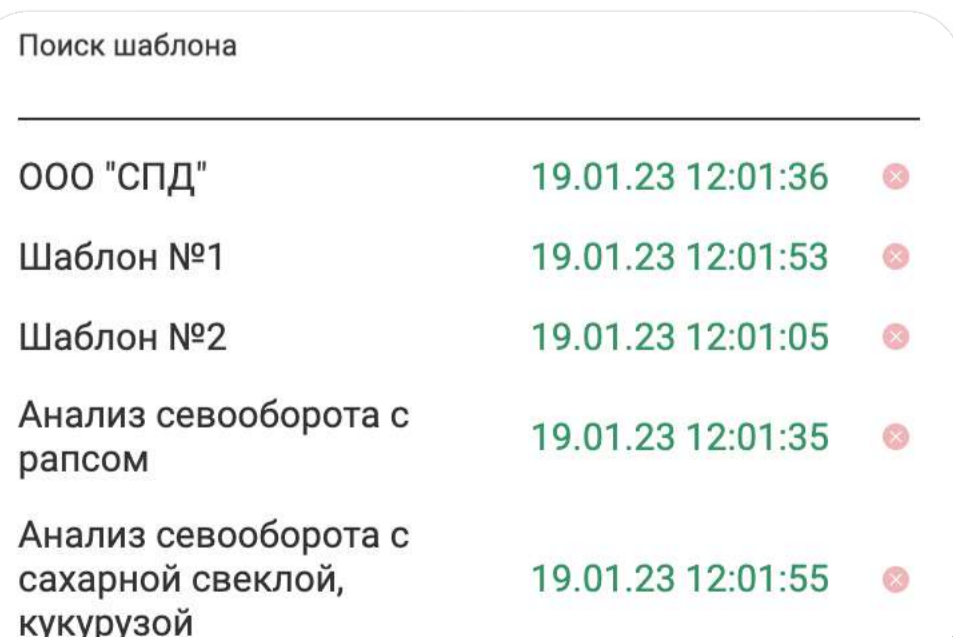 Поиск шаблона
ООО "СПД" 19.01.23 12:01:36
Шаблон №1 19.01.23 12:01:53
Шаблон №2 19.01.23 12:01:05
Анализ севооборота с
рапсом 19.01.23 12:01:35
Анализ севооборота с
сахарной свеклой, 19.01.23 12:01:55
кукурузой